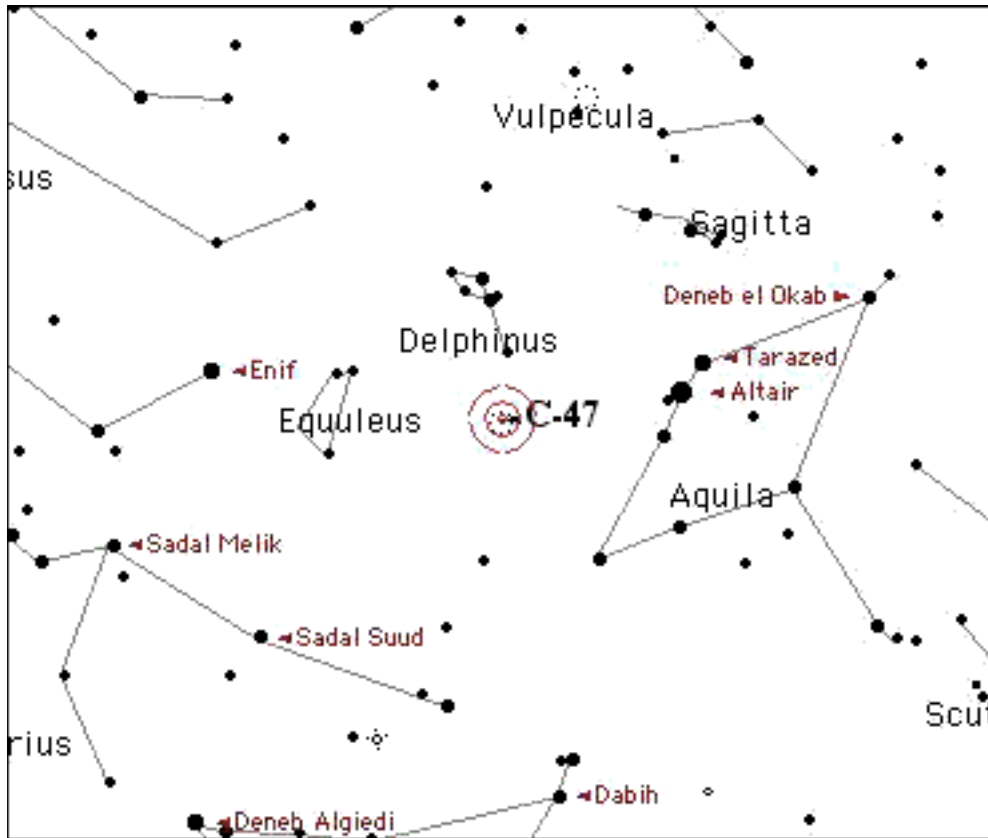 Vulpecula
sus
Sagitta
Deneb el Okab
Delphinus
Tarazed
Enif
Altair
Equuleus
C-47
Aquila
Sadal Melik
Sadal Suud
Scut
rius
Dabih
Deneb Algiedi